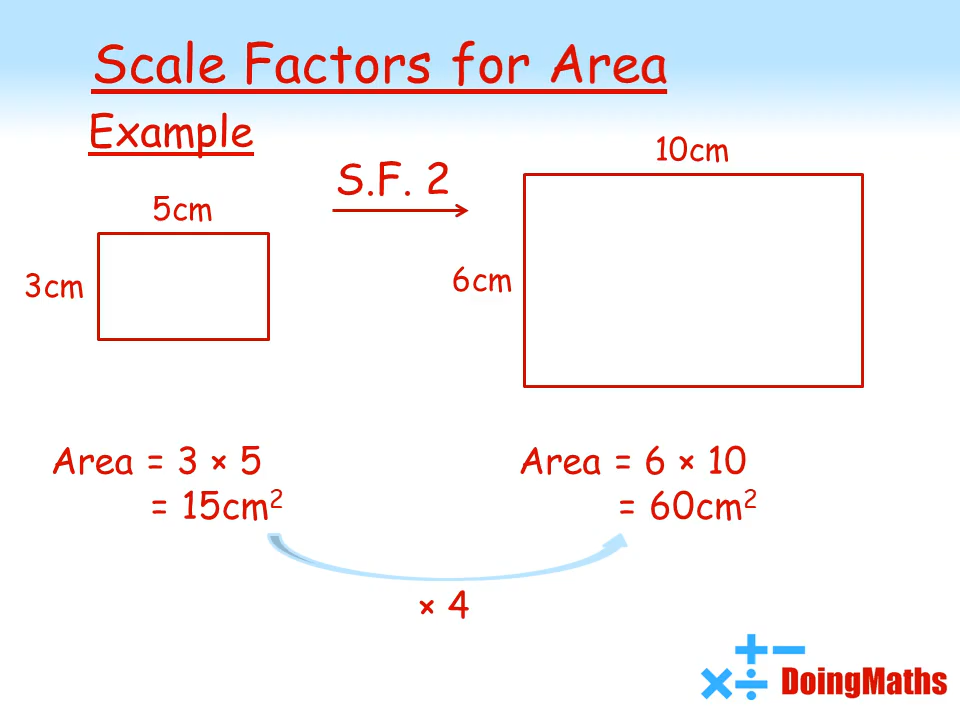 Scale Factors for Area
Example
S.F. 2
5cm
3cm
10cm
6cm
Area = 3 × 5
= 15cm²
Area = 6 × 10
= 60cm²
× 4
DoingMaths